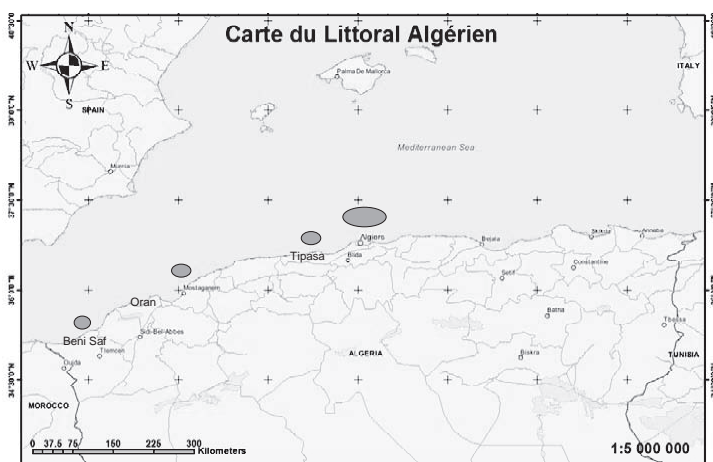 Carte du Littoral Algérien
N
W E
S
ITALY
Palma De Mallorca
SPAIN
Mediterranean Sea
Murcia
Algiers
Tipasa
Blida
Bejaia
Skikda
Annaba
Constantine
Setif
Oran
Mostaganem
Batna
Tbessa
Beni Saf
Sidi-Bel-Abbes
Tlemcen
Oujda
Biskra
ALGERIA
TUNISIA
MOROCCO
0 37,5 75 150 225 300
Kilometers
1:5 000 000